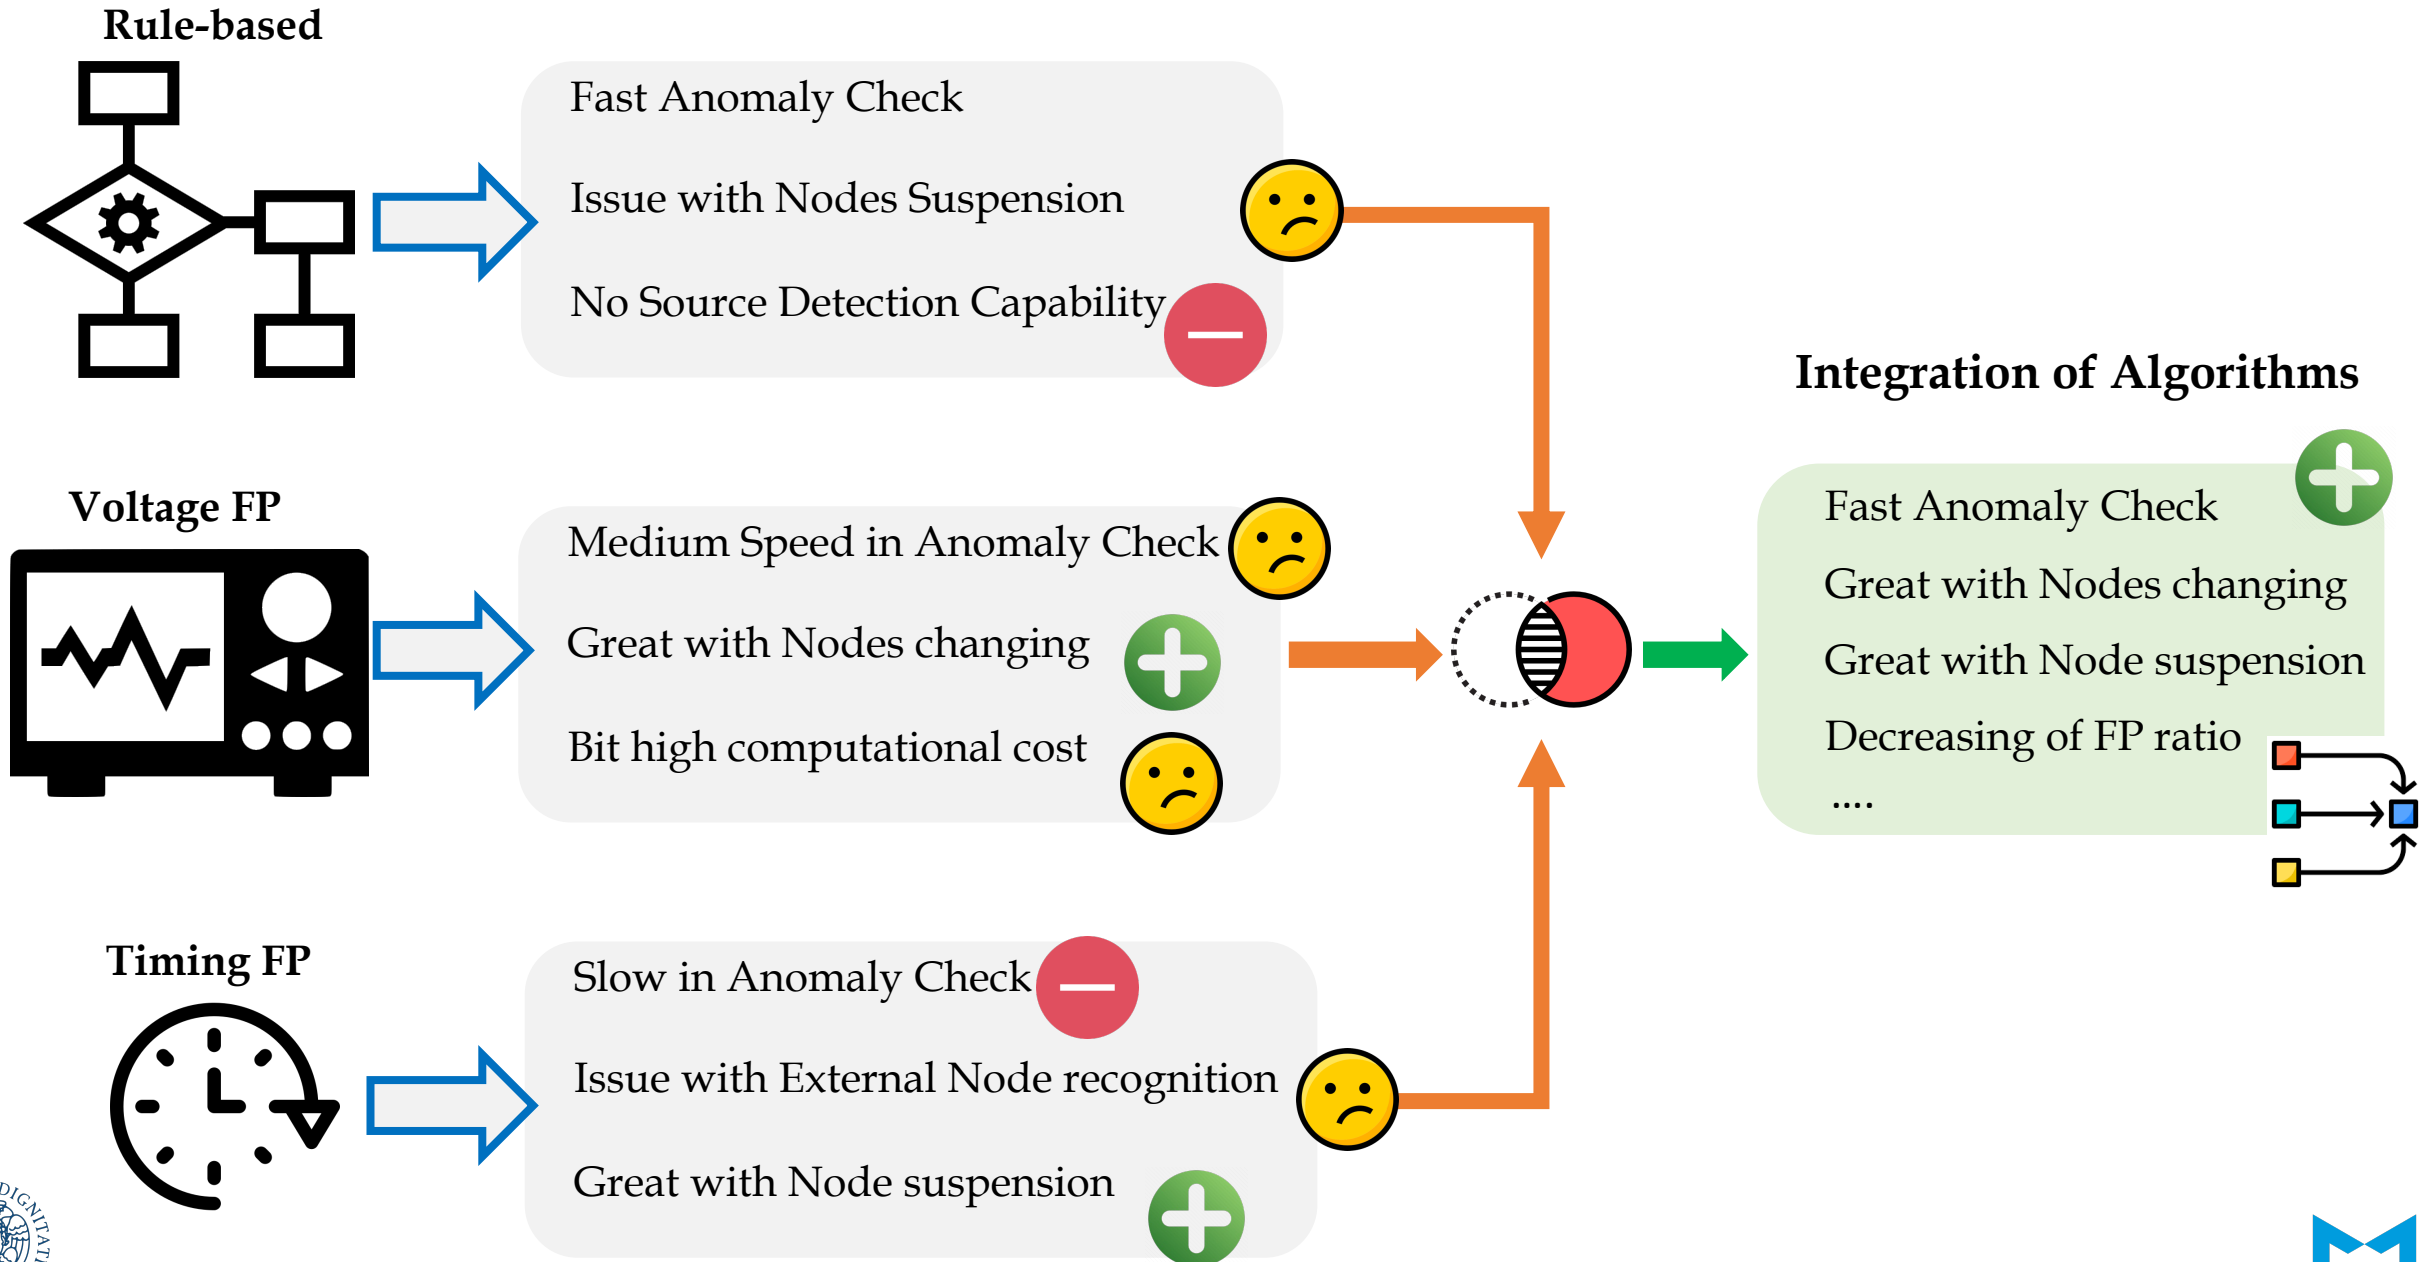 Rule-based
Fast Anomaly Check
Issue with Nodes Suspension
No Source Detection Capability
Voltage FP
Medium Speed in Anomaly Check
Great with Nodes changing
Bit high computational cost
Timing FP
Slow in Anomaly Check
Issue with External Node recognition
Great with Node suspension
Integration of Algorithms
Fast Anomaly Check
Great with Nodes changing
Great with Node suspension
Decreasing of FP ratio
....